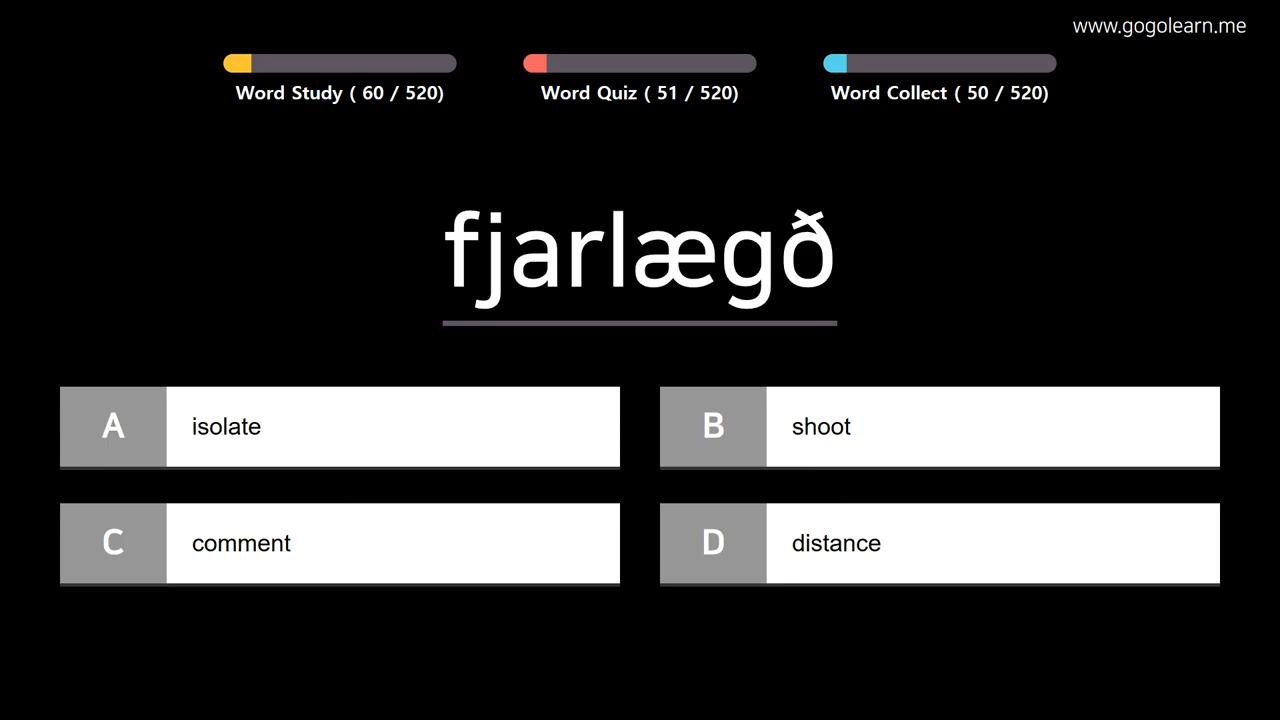 www.gogolearn.me
Word Study ( 60 / 520)
Word Quiz ( 51 / 520)
Word Collect ( 50 / 520)
fjarlægð
A isolate
B shoot
C comment
D distance